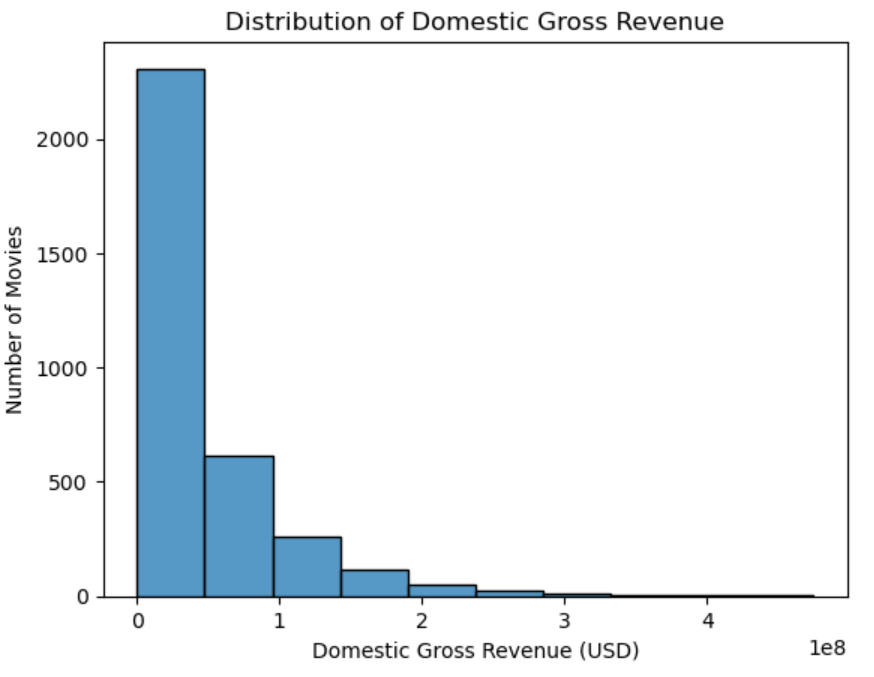 Distribution of Domestic Gross Revenue
Number of Movies
2000
1500
1000
500
0
0 1 2 3 4
1e8
Domestic Gross Revenue (USD)